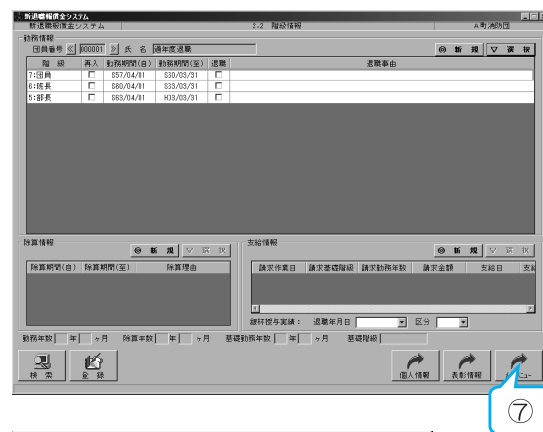 新退職報償金システム
新退職報償金システム 2.2 階級情報 A町消防団
勤務情報
団員番号 000001 氏 名 過年度退職 ◎ 新 規 ▽ 選 択
階 級 再入 勤務期間(自) 勤務期間(至) 退職 退職事由
7:団員 S57/04/01
6:班長 S60/04/01
5:部長 S63/04/01 H03/03/31
除算情報
◎ 新 規 ▽ 選 択
除算期間(自) 除算期間(至) 除算理由
支給情報
◎ 新 規 ▽ 選 択
請求作業日 請求基礎階級 請求勤務年数 請求金額 支給日 支給
銀杯授与実績： 退職年月日 区分
勤務年数 年 ヶ月 除算年数 年 ヶ月 基礎勤務年数 年 ヶ月 基礎階級
検 索 登 録 個人情報 表彰情報
⑦